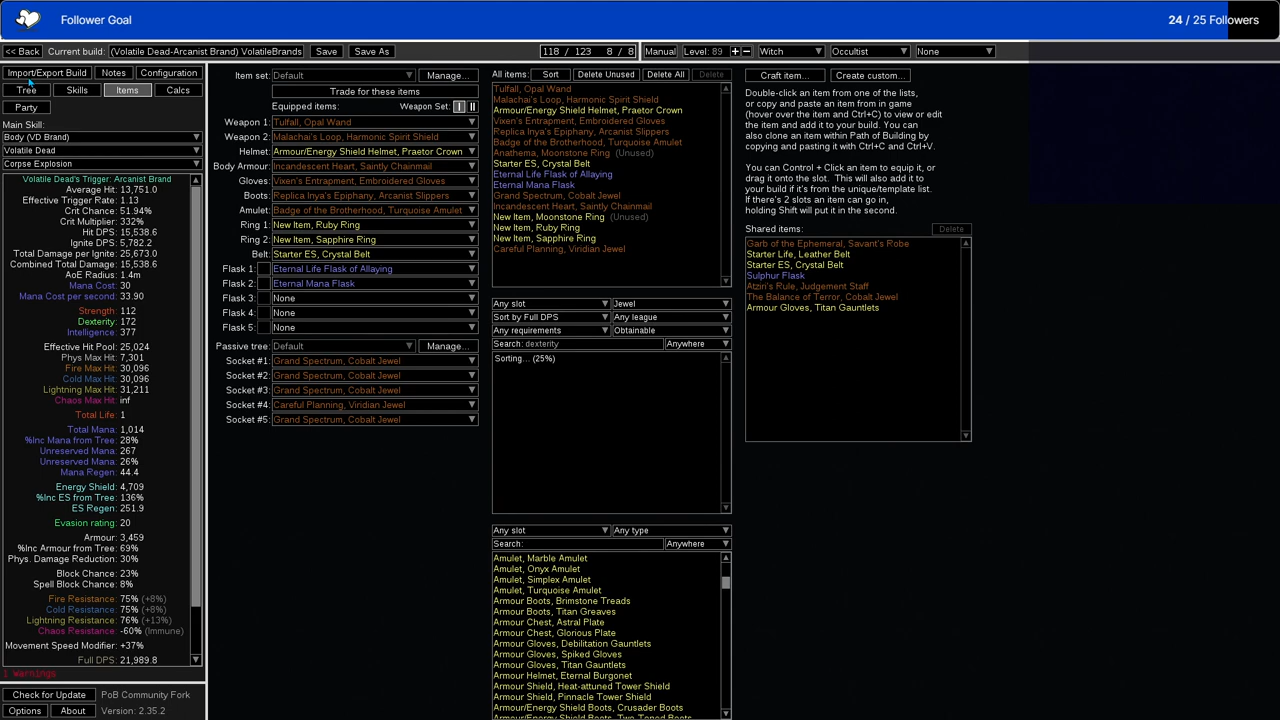 Follower Goal
24 / 25 Followers
<< Back
Current build: (Volatile Dead-Arcanist Brand) VolatileBrands
Save
Save As
118 / 123 8 / 8
Manual
Level: 89
+
−
Witch
Occultist
None
Import/Export Build
Notes
Configuration
Tree
Skills
Items
Calcs
Party
Main Skill:
Body (VD Brand)
Volatile Dead
Corpse Explosion
Volatile Dead's Trigger: Arcanist Brand
Average Hit: 13,751.0
Effective Trigger Rate: 1.13
Crit Chance: 51.94%
Crit Multiplier: 332%
Hit DPS: 15,538.6
Ignite DPS: 5,782.2
Total Damage per Ignite: 25,673.0
Combined Total Damage: 15,538.6
AoE Radius: 1.4m
Mana Cost: 30
Mana Cost per second: 33.90
Strength: 112
Dexterity: 172
Intelligence: 377
Effective Hit Pool: 25,024
Phys Max Hit: 7,301
Fire Max Hit: 30,096
Cold Max Hit: 30,096
Lightning Max Hit: 31,211
Chaos Max Hit: inf
Total Life: 1
Total Mana: 1,014
%Inc Mana from Tree: 28%
Unreserved Mana: 267
Unreserved Mana: 26%
Mana Regen: 44.4
Energy Shield: 4,709
%Inc ES from Tree: 136%
ES Regen: 251.9
Evasion rating: 20
Armour: 3,459
%Inc Armour from Tree: 69%
Phys. Damage Reduction: 30%
Block Chance: 23%
Spell Block Chance: 8%
Fire Resistance: 75% (+8%)
Cold Resistance: 75% (+8%)
Lightning Resistance: 76% (+13%)
Chaos Resistance: -60% (Immune)
Movement Speed Modifier: +37%
Full DPS: 21,989.8
1 Warnings
Check for Update
PoB Community Fork
Options
About
Version: 2.35.2
Item set: Default
Manage...
Trade for these items
Equipped items:
Weapon Set: I II
Weapon 1: Tulfall, Opal Wand
Weapon 2: Malachai's Loop, Harmonic Spirit Shield
Helmet: Armour/Energy Shield Helmet, Praetor Crown
Body Armour: Incandescent Heart, Saintly Chainmail
Gloves: Vixen's Entrapment, Embroidered Gloves
Boots: Replica Inya's Epiphany, Arcanist Slippers
Amulet: Badge of the Brotherhood, Turquoise Amulet
Ring 1: New Item, Ruby Ring
Ring 2: New Item, Sapphire Ring
Belt: Starter ES, Crystal Belt
Flask 1: Eternal Life Flask of Allaying
Flask 2: Eternal Mana Flask
Flask 3: None
Flask 4: None
Flask 5: None
Passive tree: Default
Manage...
Socket #1: Grand Spectrum, Cobalt Jewel
Socket #2: Grand Spectrum, Cobalt Jewel
Socket #3: Grand Spectrum, Cobalt Jewel
Socket #4: Careful Planning, Viridian Jewel
Socket #5: Grand Spectrum, Cobalt Jewel
All items:
Sort
Delete Unused
Delete All
Delete
Tulfall, Opal Wand
Malachai's Loop, Harmonic Spirit Shield
Armour/Energy Shield Helmet, Praetor Crown
Vixen's Entrapment, Embroidered Gloves
Replica Inya's Epiphany, Arcanist Slippers
Badge of the Brotherhood, Turquoise Amulet
Anathema, Moonstone Ring (Unused)
Starter ES, Crystal Belt
Eternal Life Flask of Allaying
Eternal Mana Flask
Grand Spectrum, Cobalt Jewel
Incandescent Heart, Saintly Chainmail
New Item, Moonstone Ring (Unused)
New Item, Ruby Ring
New Item, Sapphire Ring
Careful Planning, Viridian Jewel
Any slot
Jewel
Sort by Full DPS
Any league
Any requirements
Obtainable
Search: dexterity
Anywhere
Sorting... (25%)
Any slot
Any type
Search:
Anywhere
Amulet, Marble Amulet
Amulet, Onyx Amulet
Amulet, Simplex Amulet
Amulet, Turquoise Amulet
Armour Boots, Brimstone Treads
Armour Boots, Titan Greaves
Armour Chest, Astral Plate
Armour Chest, Glorious Plate
Armour Gloves, Debilitation Gauntlets
Armour Gloves, Spiked Gloves
Armour Gloves, Titan Gauntlets
Armour Helmet, Eternal Burgonet
Armour Shield, Heat-attuned Tower Shield
Armour Shield, Pinnacle Tower Shield
Armour/Energy Shield Boots, Crusader Boots
Armour/Energy Shield Boots, Two-Toned Boots
Craft item...
Create custom...
Double-click an item from one of the lists,
or copy and paste an item from in game
(hover over the item and Ctrl+C) to view or
edit the item and add it to your build. You can
also clone an item within Path of Building by
copying and pasting it with Ctrl+C and Ctrl+V.
You can Control + Click an item to equip it, or
drag it onto the slot. This will also add it to
your build if it's from the unique/template list.
If there's 2 slots an item can go in,
holding Shift will put it in the second.
Shared items:
Delete
Garb of the Ephemeral, Savant's Robe
Starter Life, Leather Belt
Starter ES, Crystal Belt
Sulphur Flask
Atziri's Rule, Judgement Staff
The Balance of Terror, Cobalt Jewel
Armour Gloves, Titan Gauntlets